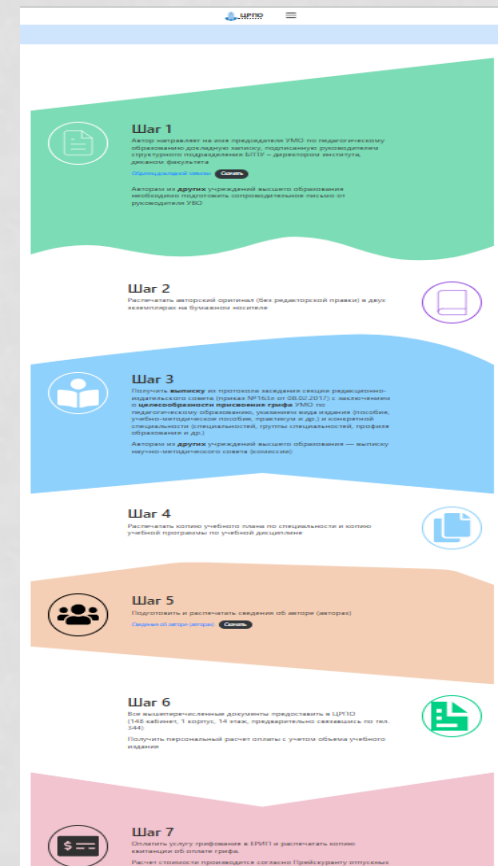 ЦРПО
Шаг 1
Автор направляет на имя председателя УМО по педагогическому
образованию докладную записку, подписанную руководителем
структурного подразделения БГПУ – директором института,
деканом факультета
Образец докладной записки Скачать
Авторам из других учреждений высшего образования
необходимо подготовить сопроводительное письмо от
руководителя УВО
Шаг 2
Распечатать авторский оригинал (без редакторской правки) в двух
экземплярах на бумажном носителе
Шаг 3
Получить выписку из протокола заседания секции редакционно-
издательского совета (приказ №163к от 08.02.2017) с заключением
о целесообразности присвоения грифа УМО по
педагогическому образованию, указанием вида издания (пособие,
учебно-методическое пособие, практикум и др.) и конкретной
специальности (специальностей, группы специальностей, профиля
образования и др.)
Авторам из других учреждений высшего образования — выписку
научно-методического совета (комиссии)
Шаг 4
Распечатать копию учебного плана по специальности и копию
учебной программы по учебной дисциплине
Шаг 5
Подготовить и распечатать сведения об авторе (авторах)
Сведения об авторе (авторах) Скачать
Шаг 6
Все вышеперечисленные документы предоставить в ЦРПО
(148 кабинет, 1 корпус, 14 этаж, предварительно связавшись по тел.
344)
Получить персональный расчет оплаты с учетом объема учебного
издания
Шаг 7
Оплатить услугу грифования в ЕРИП и распечатать копию
квитанции об оплате грифа.
Расчет стоимости производится согласно Прейскуранту отпускных